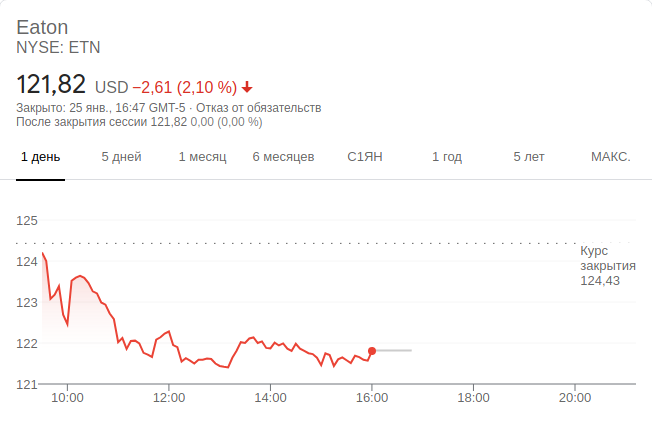 Eaton
NYSE: ETN
121,82 USD −2,61 (2,10 %)
Закрыто: 25 янв., 16:47 GMT-5 · Отказ от обязательств
После закрытия сессии 121,82 0,00 (0,00 %)
1 день 5 дней 1 месяц 6 месяцев С1ЯН 1 год 5 лет МАКС.
125
124
123
122
121
Курс
закрытия
124,43
10:00 12:00 14:00 16:00 18:00 20:00